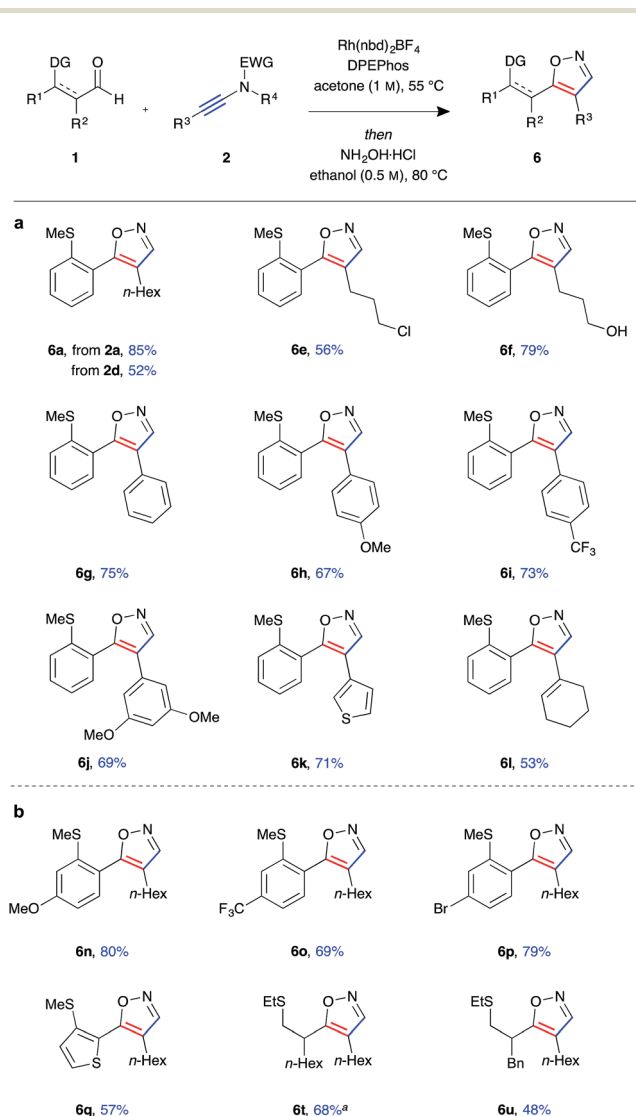 DG O EWG Rh(nbd)₂BF₄ DG O N
R¹ H N DPEPhos R¹
R² + R³ R⁴ acetone (1 M), 55 °C R² R³
then
1 2 NH₂OH·HCl 6
ethanol (0.5 M), 80 °C
a
MeS O N MeS O N MeS O N
n-Hex Cl OH
6a, from 2a, 85% 6e, 56% 6f, 79%
from 2d, 52%
MeS O N MeS O N MeS O N
OMe CF₃
6g, 75% 6h, 67% 6i, 73%
MeS O N MeS O N MeS O N
MeO OMe S
6j, 69% 6k, 71% 6l, 53%
b
MeS O N MeS O N MeS O N
MeO n-Hex F₃C n-Hex Br n-Hex
6n, 80% 6o, 69% 6p, 79%
MeS O N EtS O N EtS O N
S n-Hex n-Hex n-Hex Bn n-Hex
6q, 57% 6t, 68%ᵃ 6u, 48%